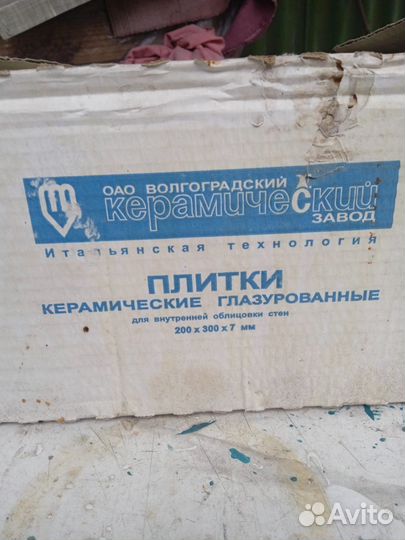 ОАО ВОЛГОГРАДСКИЙ
керамический
ЗАВОД
Итальянская технология
ПЛИТКИ
КЕРАМИЧЕСКИЕ ГЛАЗУРОВАННЫЕ
для внутренней облицовки стен
200 х 300 х 7 мм
Avito